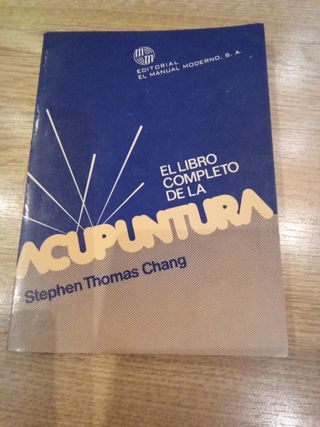 EDITORIAL
EL MANUAL MODERNO, S. A.
EL LIBRO
COMPLETO
DE LA
ACUPUNTURA
Stephen Thomas Chang